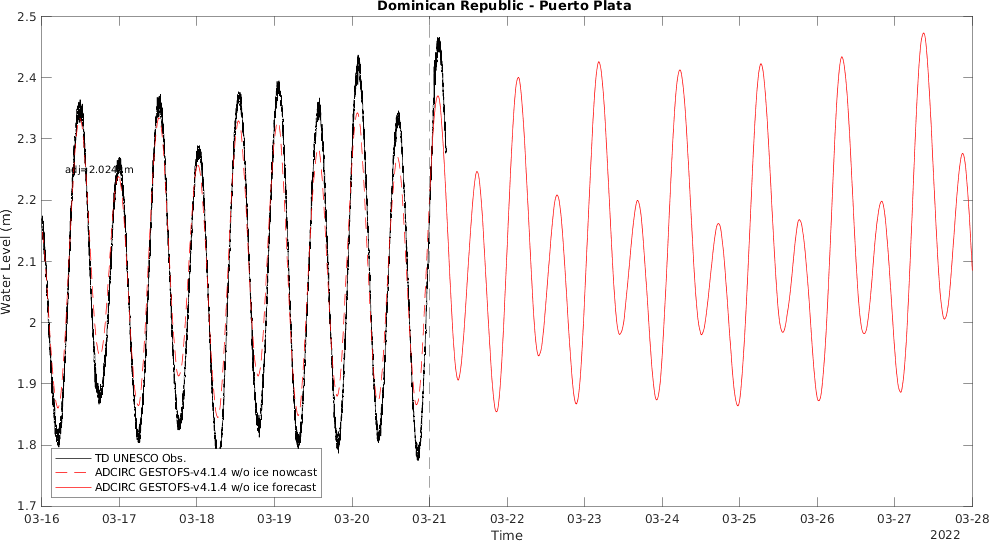 Dominican Republic - Puerto Plata
Water Level (m)
2.5
2.4
2.3
2.2
2.1
2
1.9
1.8
1.7
adj=2.024m
TD UNESCO Obs.
ADCIRC GESTOFS-v4.1.4 w/o ice nowcast
ADCIRC GESTOFS-v4.1.4 w/o ice forecast
03-16 03-17 03-18 03-19 03-20 03-21 03-22 03-23 03-24 03-25 03-26 03-27 03-28
Time
2022